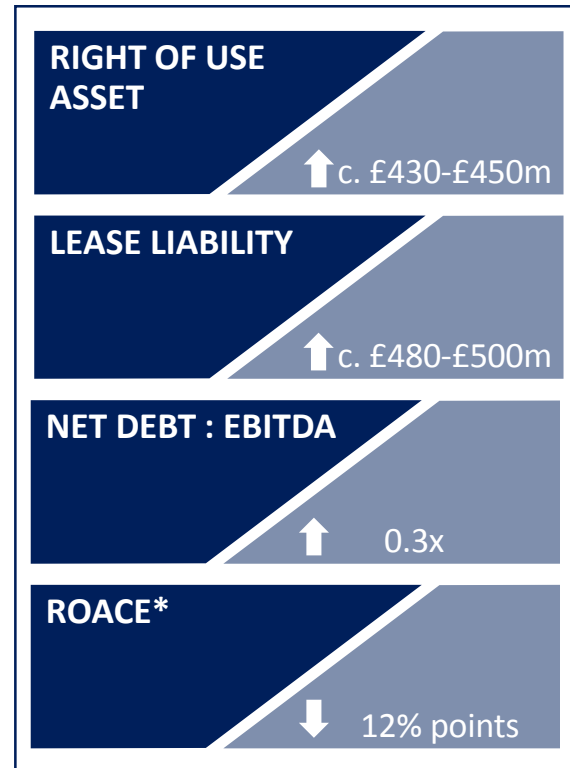 RIGHT OF USE
ASSET
c. £430-£450m
LEASE LIABILITY
c. £480-£500m
NET DEBT : EBITDA
0.3x
ROACE*
12% points